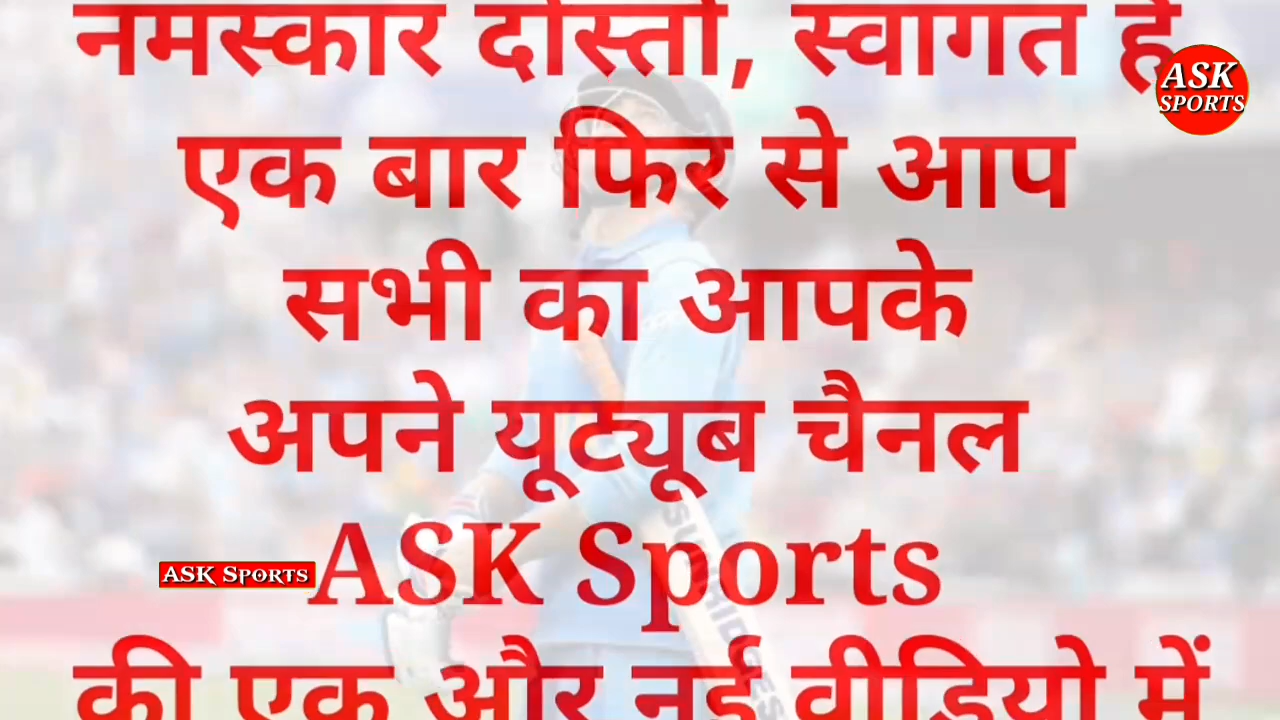 नमस्कार दोस्तो, स्वागत है
ASK
SPORTS
एक बार फिर से आप
सभी का आपके
अपने यूट्यूब चैनल
ASK Sports
ASK Sports
की एक और नई वीडियो में